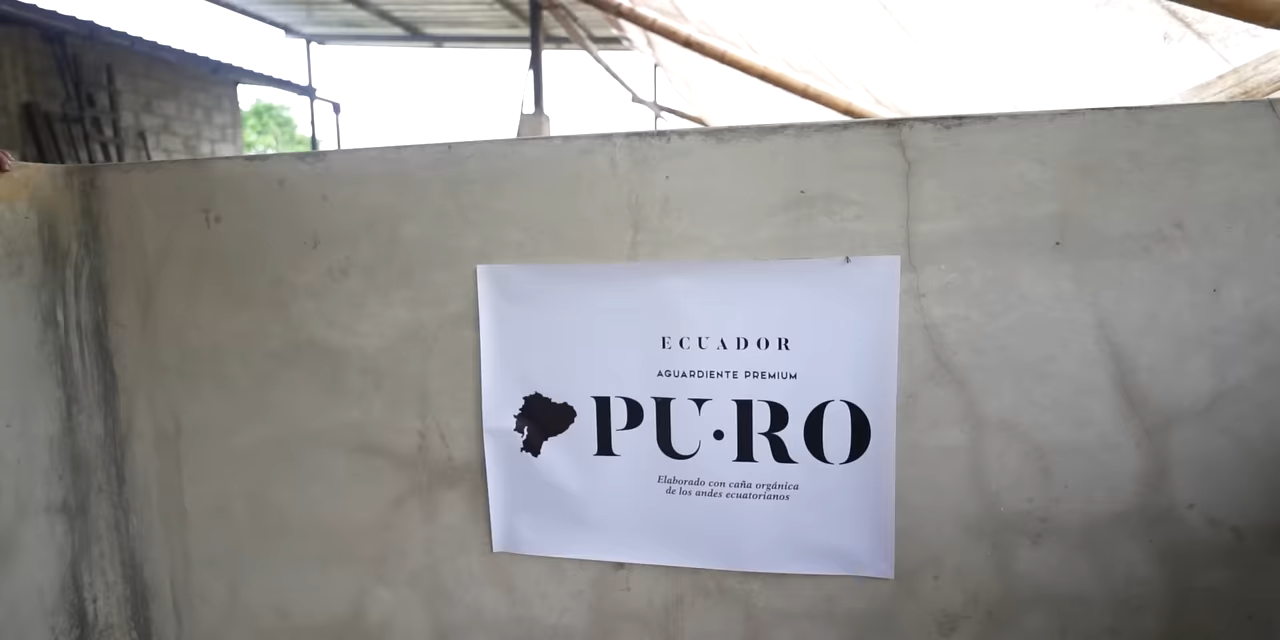 ECUADOR
AGUARDIENTE PREMIUM
PU·RO
Elaborado con caña orgánica
de los andes ecuatorianos